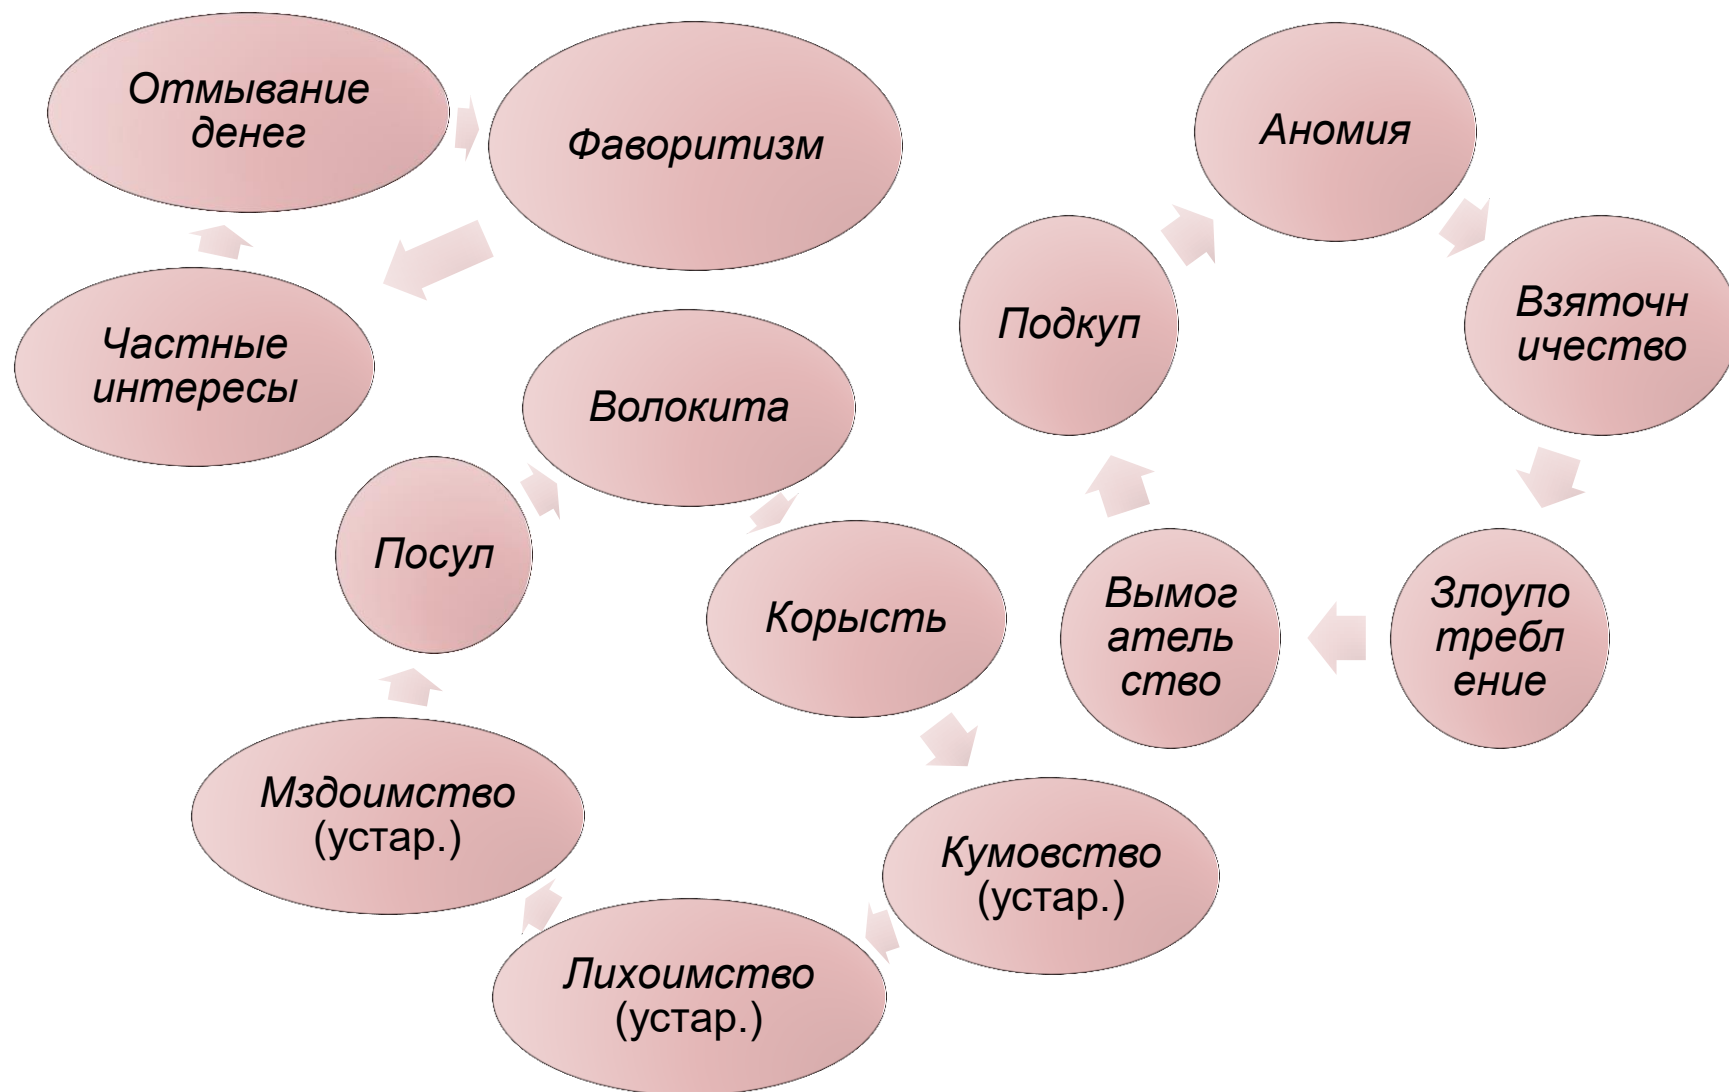 Отмывание
денег
Фаворитизм
Частные
интересы
Волокита
Посул
Корысть
Мздоимство
(устар.)
Кумовство
(устар.)
Лихоимство
(устар.)
Аномия
Подкуп
Взяточн
ичество
Вымог
атель
ство
Злоупо
требл
ение